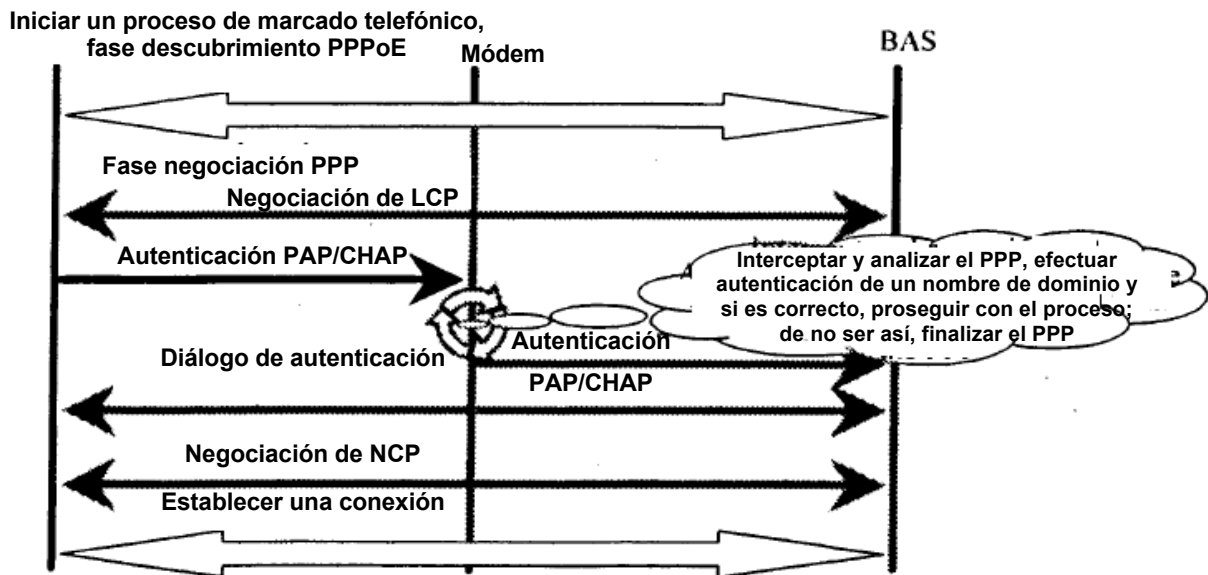 Iniciar un proceso de marcado telefónico,
fase descubrimiento PPPoE
Módem
BAS
Fase negociación PPP
Negociación de LCP
Autenticación PAP/CHAP
Interceptar y analizar el PPP, efectuar
autenticación de un nombre de dominio y
si es correcto, proseguir con el proceso;
de no ser así, finalizar el PPP
Autenticación
Diálogo de autenticación
PAP/CHAP
Negociación de NCP
Establecer una conexión